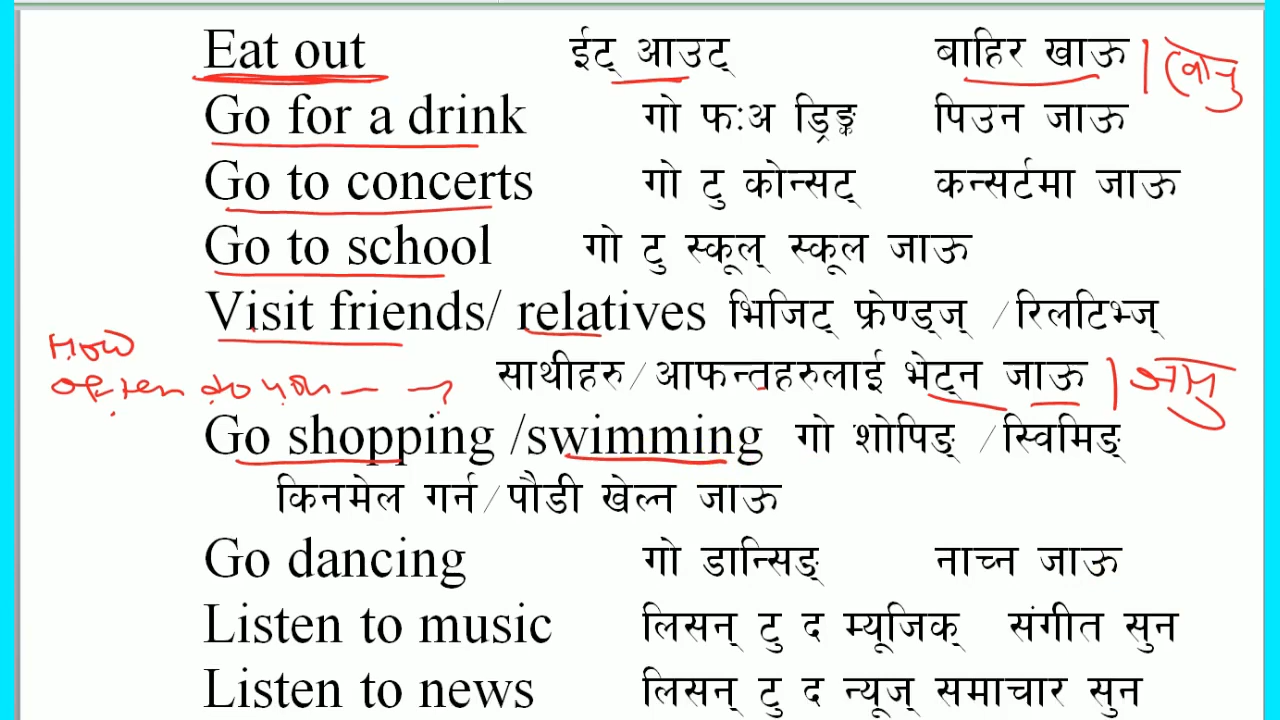 Eat out ईट् आउट् बाहिर खाऊ | खानु
Go for a drink गो फःअ ड्रिङ्क पिउन जाऊ
Go to concerts गो टु कोन्सट् कन्सर्टमा जाऊ
Go to school गो टु स्कूल् स्कूल जाऊ
Visit friends/ relatives भिजिट् फ्रेण्ड्ज् /रिलटिभ्ज्
How
साथीहरु/आफन्तहरुलाई भेट्न जाऊ | जानु
often do you
Go shopping /swimming गो शोपिङ् /स्विमिङ्
किनमेल गर्न/पौडी खेल्न जाऊ
Go dancing गो डान्सिङ् नाच्न जाऊ
Listen to music लिसन् टु द म्यूजिक् संगीत सुन
Listen to news लिसन् टु द न्यूज् समाचार सुन